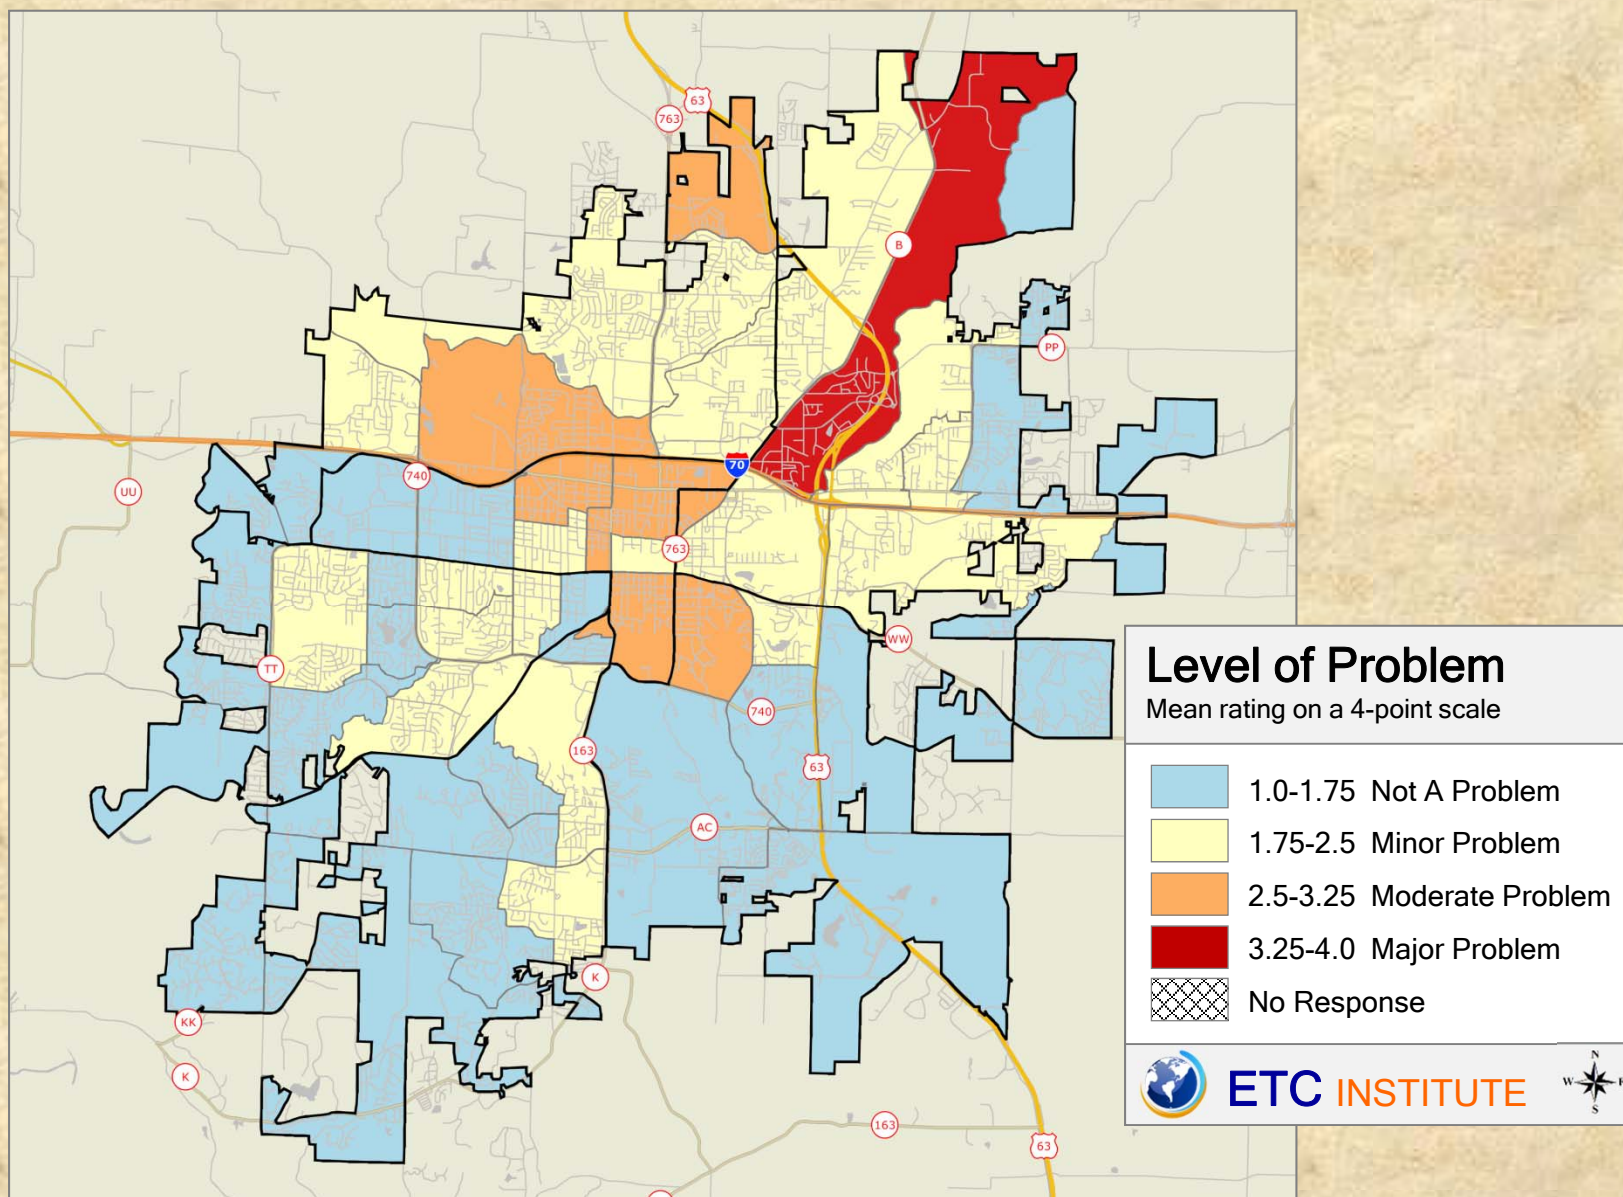 63
763
B
PP
70
740
UU
763
WW
TT
740
163
63
AC
K
KK
K
163
63
Level of Problem
Mean rating on a 4-point scale
1.0-1.75 Not A Problem
1.75-2.5 Minor Problem
2.5-3.25 Moderate Problem
3.25-4.0 Major Problem
No Response
ETC INSTITUTE
N
W
S